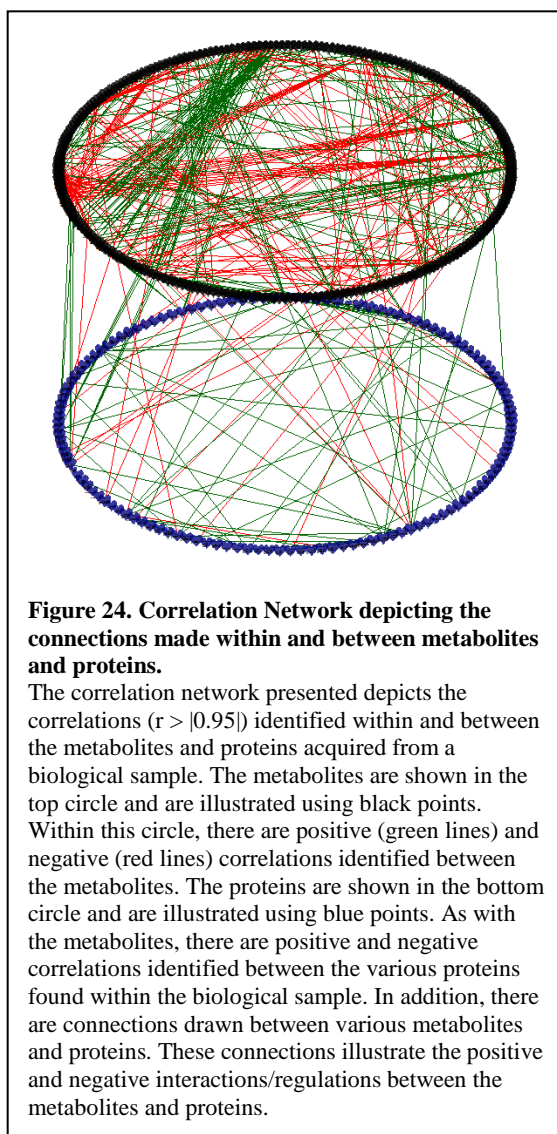 Figure 24. Correlation Network depicting the
connections made within and between metabolites
and proteins.
The correlation network presented depicts the
correlations (r > |0.95|) identified within and between
the metabolites and proteins acquired from a
biological sample. The metabolites are shown in the
top circle and are illustrated using black points.
Within this circle, there are positive (green lines) and
negative (red lines) correlations identified between
the metabolites. The proteins are shown in the bottom
circle and are illustrated using blue points. As with
the metabolites, there are positive and negative
correlations identified between the various proteins
found within the biological sample. In addition, there
are connections drawn between various metabolites
and proteins. These connections illustrate the positive
and negative interactions/regulations between the
metabolites and proteins.